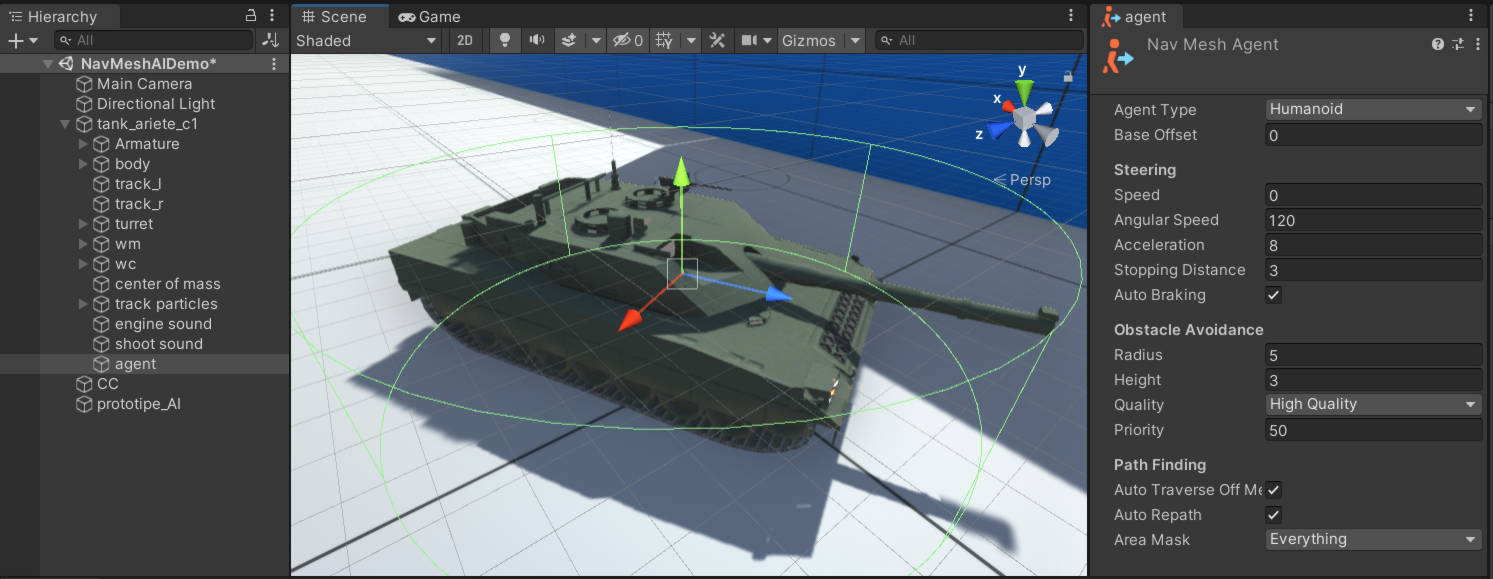 Hierarchy
All
NavMeshAIDemo*
Main Camera
Directional Light
tank_ariete_c1
Armature
body
track_l
track_r
turret
wm
wc
center of mass
track particles
engine sound
shoot sound
agent
CC
prototipe_AI
Scene
Game
Shaded
2D
0
Gizmos
All
y
x
z
Persp
agent
Nav Mesh Agent
Agent Type Humanoid
Base Offset 0
Steering
Speed 0
Angular Speed 120
Acceleration 8
Stopping Distance 3
Auto Braking
Obstacle Avoidance
Radius 5
Height 3
Quality High Quality
Priority 50
Path Finding
Auto Traverse Off Me
Auto Repath
Area Mask Everything